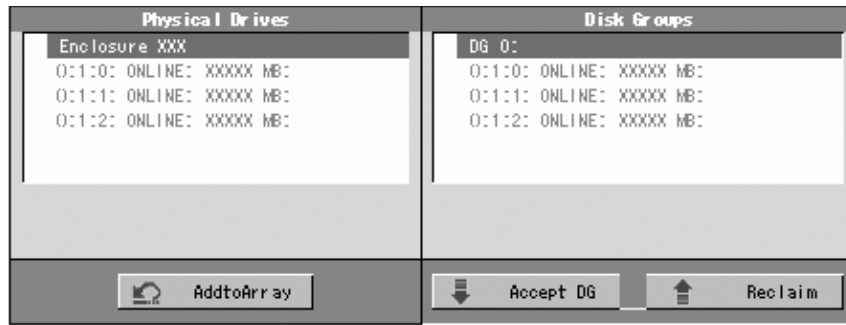 Physical Drives
Enclosure XXX
0:1:0: ONLINE: XXXXX MB:
0:1:1: ONLINE: XXXXX MB:
0:1:2: ONLINE: XXXXX MB:
AddtoArray
Disk Groups
DG 0:
0:1:0: ONLINE: XXXXX MB:
0:1:1: ONLINE: XXXXX MB:
0:1:2: ONLINE: XXXXX MB:
Accept DG
Reclaim